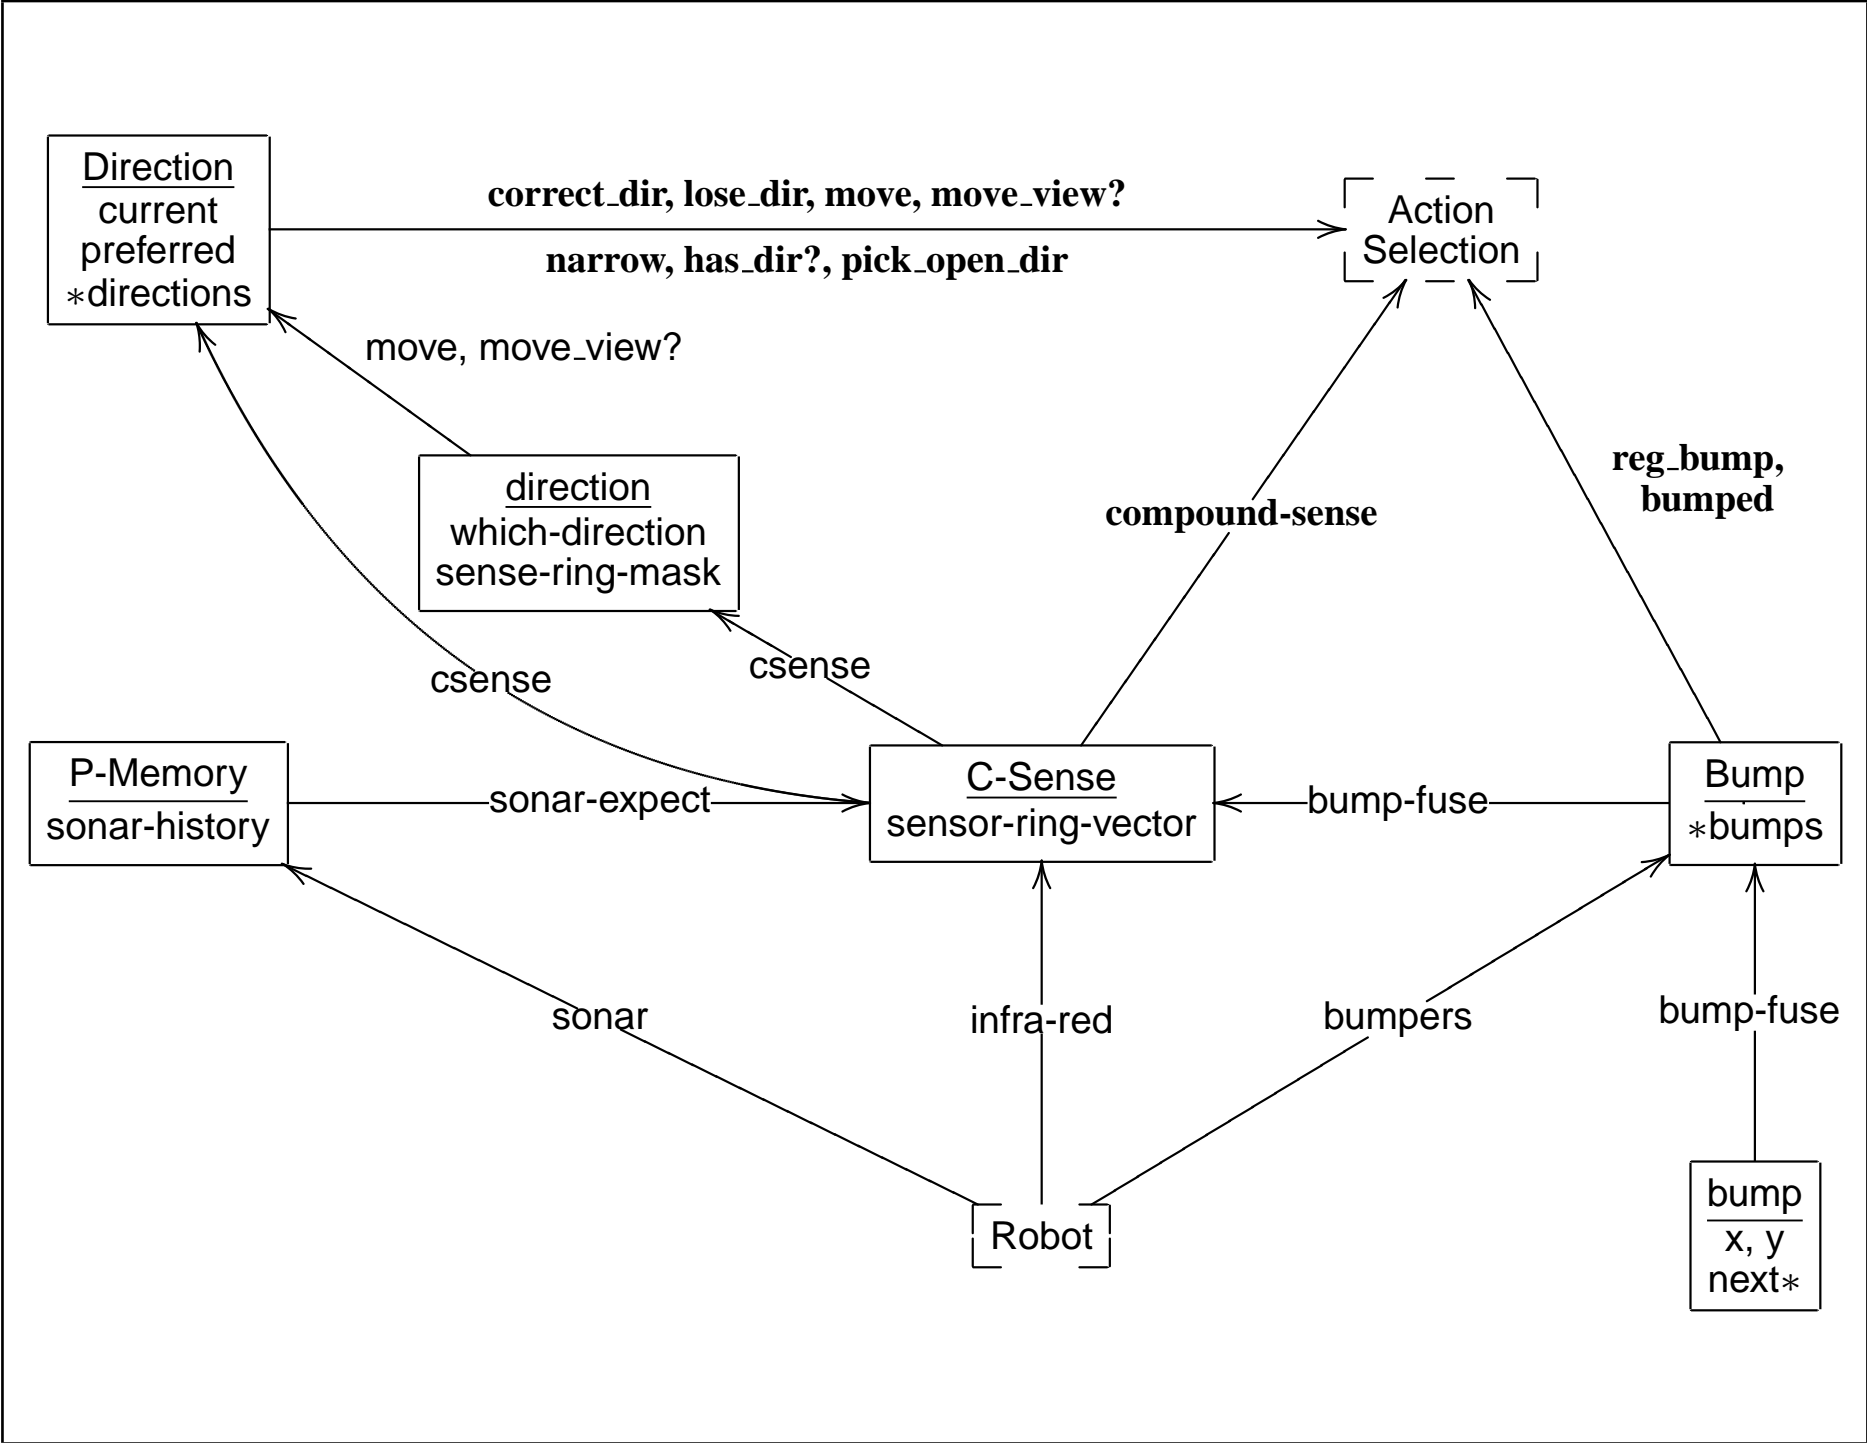 Direction
current
preferred
*directions
correct_dir, lose_dir, move, move_view?
narrow, has_dir?, pick_open_dir
Action
Selection
move, move_view?
direction
which-direction
sense-ring-mask
reg_bump,
bumped
compound-sense
csense
csense
P-Memory
sonar-history
sonar-expect
C-Sense
sensor-ring-vector
bump-fuse
Bump
*bumps
sonar
infra-red
bumpers
bump-fuse
Robot
bump
x, y
next*